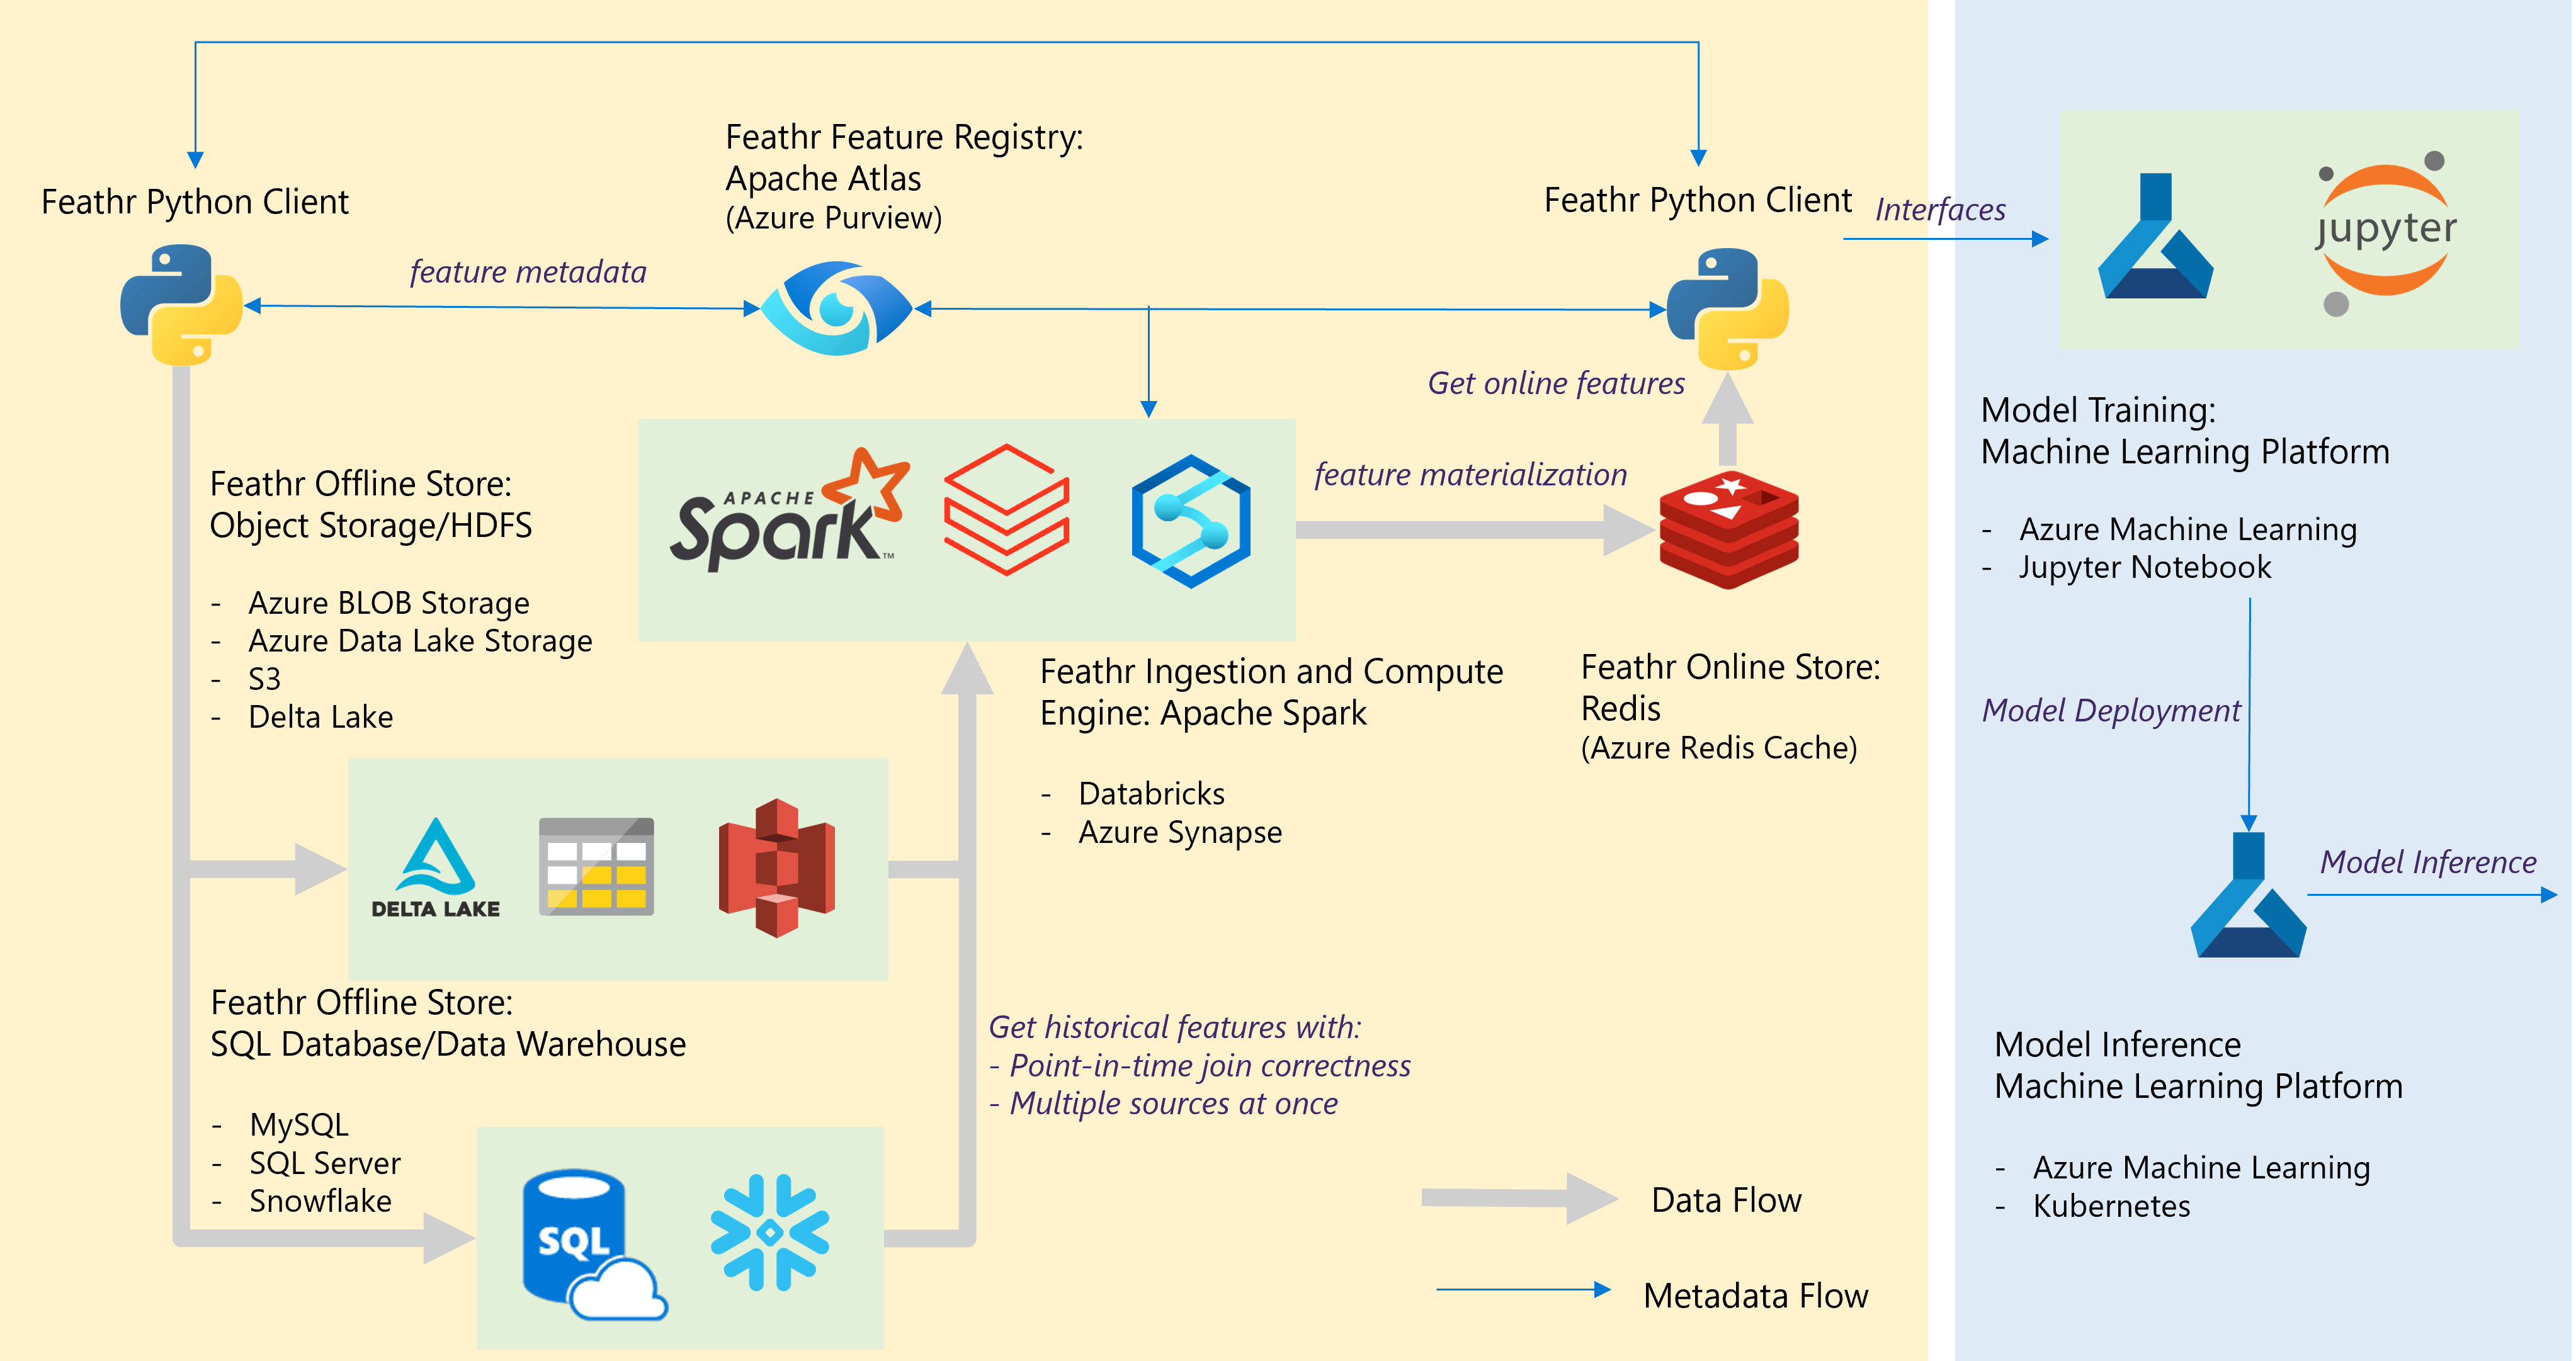 Feathr Python Client
feature metadata
Feathr Feature Registry:
Apache Atlas
(Azure Purview)
Feathr Python Client
Interfaces
jupyter
Get online features
feature materialization
APACHE
Spark™
Feathr Offline Store:
Object Storage/HDFS
- Azure BLOB Storage
- Azure Data Lake Storage
- S3
- Delta Lake
DELTA LAKE
Feathr Ingestion and Compute
Engine: Apache Spark
- Databricks
- Azure Synapse
Feathr Online Store:
Redis
(Azure Redis Cache)
Feathr Offline Store:
SQL Database/Data Warehouse
- MySQL
- SQL Server
- Snowflake
SQL
Get historical features with:
- Point-in-time join correctness
- Multiple sources at once
Data Flow
Metadata Flow
Model Training:
Machine Learning Platform
- Azure Machine Learning
- Jupyter Notebook
Model Deployment
Model Inference
Model Inference
Machine Learning Platform
- Azure Machine Learning
- Kubernetes